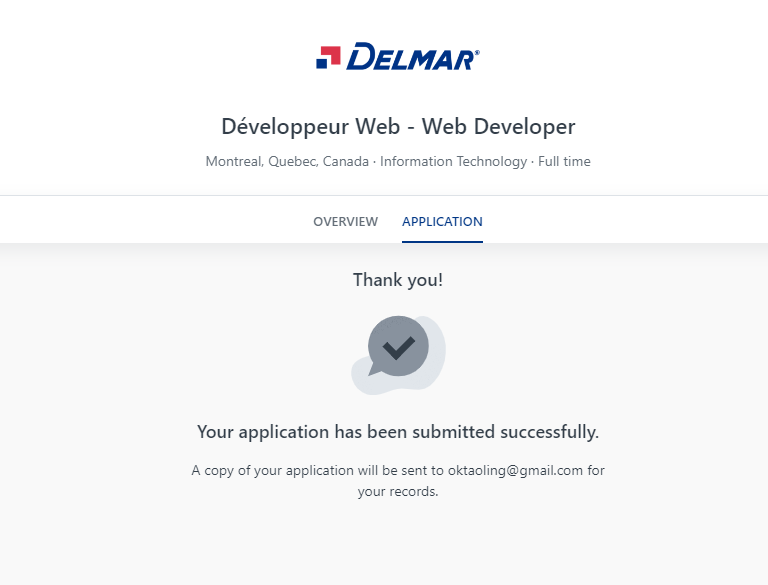 DELMAR®
Développeur Web - Web Developer
Montreal, Quebec, Canada · Information Technology · Full time
OVERVIEW APPLICATION
Thank you!
Your application has been submitted successfully.
A copy of your application will be sent to oktaoling@gmail.com for
your records.